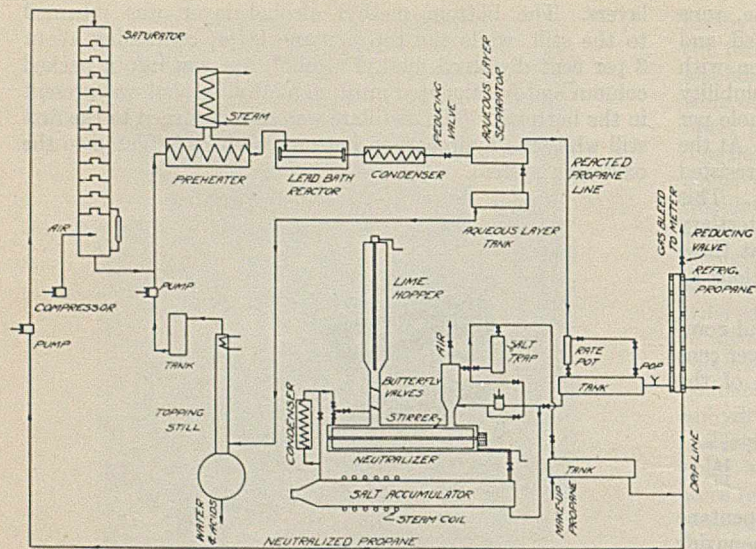 SATURATOR
STEAM
PREHEATER
LEAD BATH
REACTOR
CONDENSER
REDUCING
VALVE
AQUEOUS LAYER
SEPARATOR
REACTED
PROPANE
LINE
AQUEOUS LAYER
TANK
GAS BLEED
TO METER
REDUCING
VALVE
REFRIG.
PROPANE
AIR
COMPRESSOR
PUMP
PUMP
TANK
TOPPING
STILL
WATER
& ACIDS
LIME
HOPPER
BUTTERFLY
VALVES
STIRRER
AIR
SALT
TRAP
RATE
POT
TANK
POP
CONDENSER
NEUTRALIZER
SALT ACCUMULATOR
STEAM COIL
MAKE-UP
PROPANE
TANK
DRIP LINE
NEUTRALIZED PROPANE